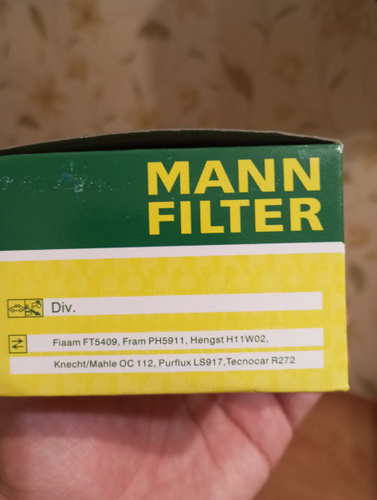 MANN
FILTER
Div.
Fiaam FT5409, Fram PH5911, Hengst H11W02,
Knecht/Mahle OC 112, Purflux LS917,Tecnocar R272